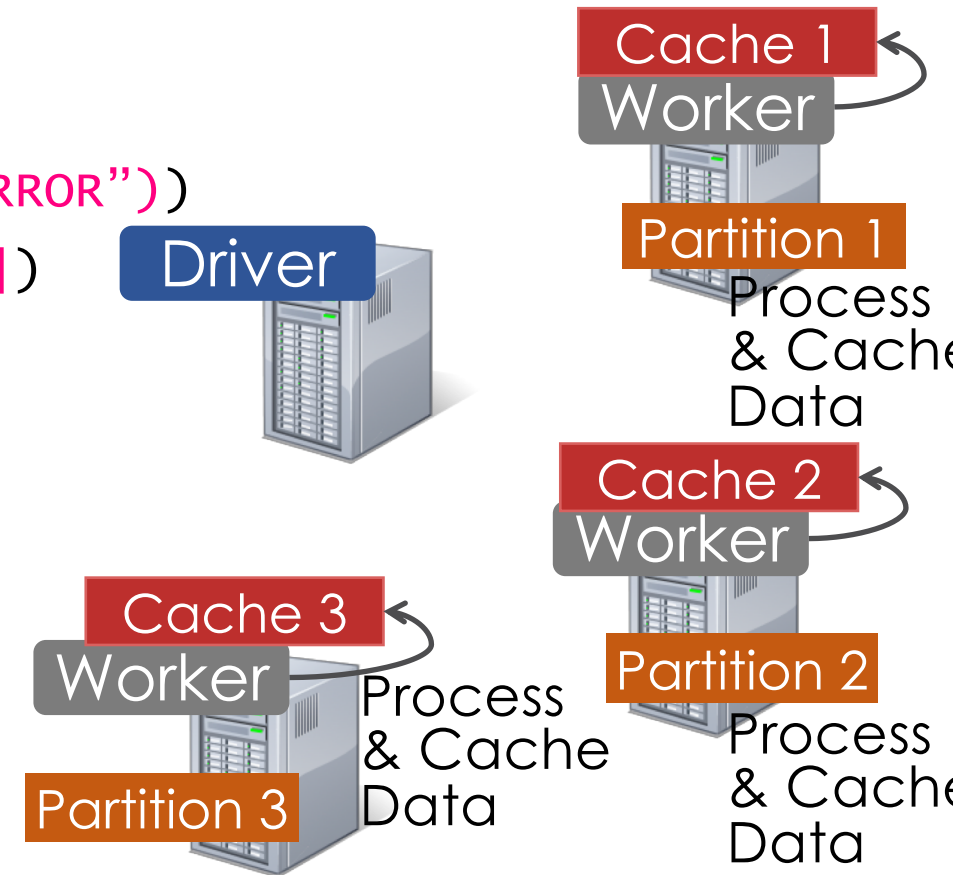 Cache 1
Worker
RROR”))
])
Driver
Partition 1
Process
& Cache
Data
Cache 2
Worker
Partition 2
Process
& Cache
Data
Cache 3
Worker
Process
& Cache
Data
Partition 3